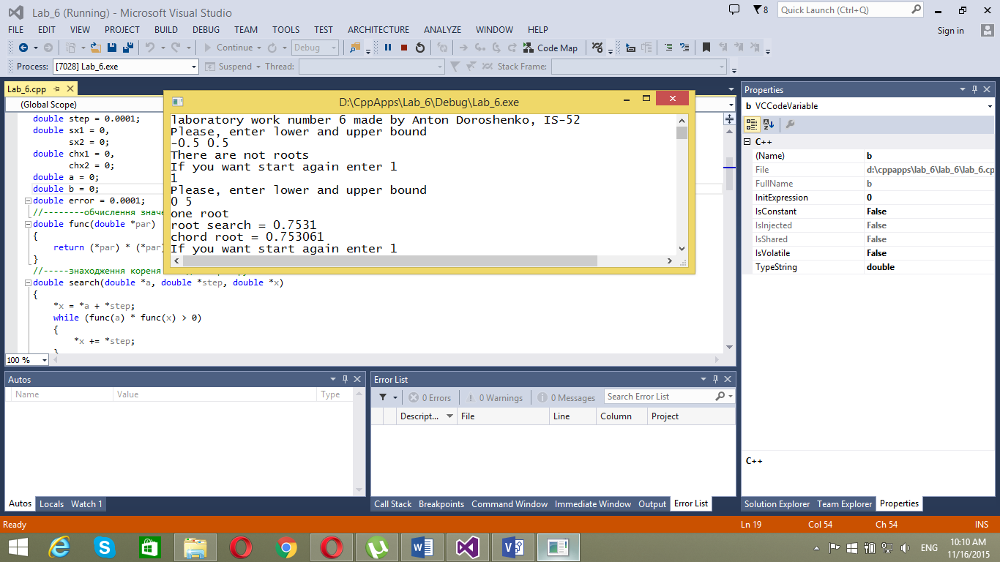 Lab_6 (Running) - Microsoft Visual Studio
8
Quick Launch (Ctrl+Q)
FILE EDIT VIEW PROJECT BUILD DEBUG TEAM TOOLS TEST ARCHITECTURE ANALYZE WINDOW HELP
Sign in
Continue Debug Code Map
Process: [7028] Lab_6.exe Suspend Thread: Stack Frame:
Lab_6.cpp
(Global Scope)
double step = 0.0001;
double sx1 = 0,
sx2 = 0;
double chx1 = 0,
chx2 = 0;
double a = 0;
double b = 0;
double error = 0.0001;
//--------обчислення значе
double func(double *par)
{
return (*par) * (*par)
}
//-----знаходження кореня
double search(double *a, double *step, double *x)
{
*x = *a + *step;
while (func(a) * func(x) > 0)
{
*x += *step;
}
100 %
D:\CppApps\Lab_6\Debug\Lab_6.exe
laboratory work number 6 made by Anton Doroshenko, IS-52
Please, enter lower and upper bound
-0.5 0.5
There are not roots
If you want start again enter 1
1
Please, enter lower and upper bound
0 5
one root
root search = 0.7531
chord root = 0.753061
If you want start again enter 1
Properties
b VCCodeVariable
C++
(Name) b
File d:\cppapps\lab_6\lab_6\lab_6.cp
FullName b
InitExpression 0
IsConstant False
IsInjected False
IsShared False
IsVolatile False
TypeString double
C++
Solution Explorer Team Explorer Properties
Autos
Name Value Type
Autos Locals Watch 1
Error List
0 Errors 0 Warnings 0 Messages Search Error List
Descript... File Line Column Project
Call Stack Breakpoints Command Window Immediate Window Output Error List
Ready Ln 19 Col 54 Ch 54 INS
ENG
10:10 AM
11/16/2015